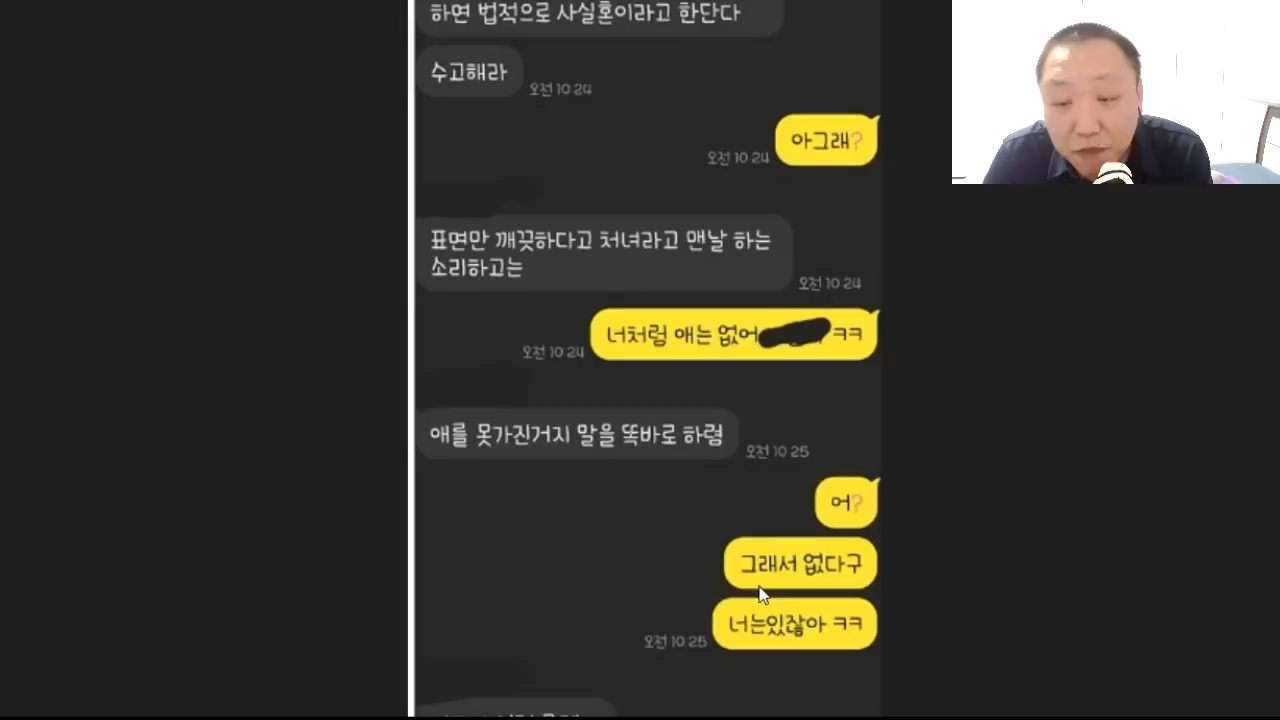 하면 법적으로 사실혼이라고 한단다
수고해라
오전 10:24
아그래?
오전 10:24
표면만 깨끗하다고 처녀라고 맨날 하는
소리하고는
오전 10:24
너처럼 애는 없어 ㅋㅋ
오전 10:24
애를 못가진거지 말을 똑바로 하렴
오전 10:25
어?
그래서 없다구
너는있잖아 ㅋㅋ
오전 10:25